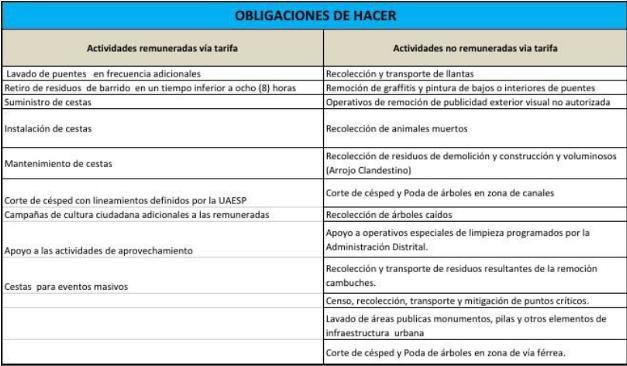 OBLIGACIONES DE HACER
Actividades remuneradas vía tarifa
Actividades no remuneradas via tarifa
Lavado de puentes en frecuencia adicionales
Recolección y transporte de llantas
Retiro de residuos de barrido en un tiempo inferior a ocho (8) horas
Remoción de graffitis y pintura de bajos o interiores de puentes
Suministro de cestas
Operativos de remoción de publicidad exterior visual no autorizada
Instalación de cestas
Recolección de animales muertos
Mantenimiento de cestas
Recolección de residuos de demolición y construcción y voluminosos
(Arrojo Clandestino)
Corte de césped con lineamientos definidos por la UAESP
Corte de césped y Poda de árboles en zona de canales
Campañas de cultura ciudadana adicionales a las remuneradas
Recolección de árboles caídos
Apoyo a las actividades de aprovechamiento
Apoyo a operativos especiales de limpieza programados por la
Administración Distrital.
Cestas para eventos masivos
Recolección y transporte de residuos resultantes de la remociòn
cambuches.
Censo, recolección, transporte y mitigación de puntos críticos.
Lavado de áreas publicas monumentos, pilas y otros elementos de
infraestructura urbana
Corte de césped y Poda de árboles en zona de vía férrea.